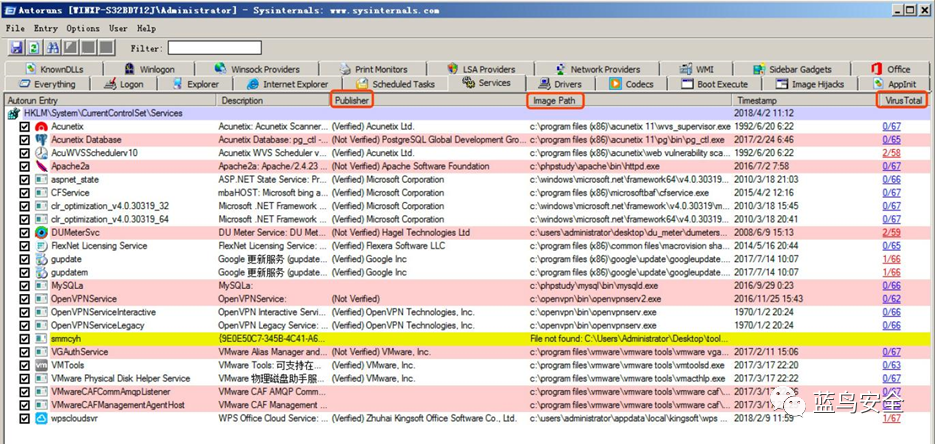 Autoruns [WINXP-S32BD712J\Administrator] - Sysinternals: www.sysinternals.com
File Entry Options User Help
Filter:
KnownDLLs Winlogon Winsock Providers Print Monitors LSA Providers Network Providers WMI Sidebar Gadgets Office
Everything Logon Explorer Internet Explorer Scheduled Tasks Services Drivers Codecs Boot Execute Image Hijacks AppInit
Autorun Entry Description Publisher Image Path Timestamp VirusTotal
HKLM\System\CurrentControlSet\Services 2018/4/2 11:12
Acunetix Acunetix: Acunetix Scanner... (Verified) Acunetix Ltd. c:\program files (x86)\acunetix 11\wvs_supervisor.exe 1992/6/20 6:22 0/67
Acunetix Database Acunetix Database: pg_ctl -... (Not Verified) PostgreSQL Global Development Gro... c:\program files (x86)\acunetix 11\pg\bin\pg_ctl.exe 2017/2/24 6:46 0/65
AcuWVSSchedulerv10 Acunetix WVS Scheduler v... (Verified) Acunetix Ltd. c:\program files (x86)\acunetix\web vulnerability sca... 1992/6/20 6:22 2/58
Apache2a Apache2a: Apache/2.4.23 ... (Not Verified) Apache Software Foundation c:\phpstudy\apache\bin\httpd.exe 2016/7/2 7:58 0/67
aspnet_state ASP.NET State Service: Pr... (Verified) Microsoft Corporation c:\windows\microsoft.net\framework64\v4.0.30319\... 2010/3/18 21:03 0/66
CFService mbaHOST: Microsoft bing a... (Verified) Microsoft Corporation c:\program files (x86)\microsoftbaf\cfservice.exe 2015/4/2 12:16 0/67
clr_optimization_v4.0.30319_32 Microsoft .NET Framework ... (Verified) Microsoft Corporation c:\windows\microsoft.net\framework\v4.0.30319\m... 2010/3/18 15:45 0/67
clr_optimization_v4.0.30319_64 Microsoft .NET Framework ... (Verified) Microsoft Corporation c:\windows\microsoft.net\framework64\v4.0.30319\... 2010/3/18 20:41 0/67
DUMeterSvc DU Meter Service: DU Met... (Not Verified) Hagel Technologies Ltd c:\users\administrator\desktop\du_meter\dumeters... 2008/6/9 15:13 2/59
FlexNet Licensing Service FlexNet Licensing Service: ... (Verified) Flexera Software LLC c:\program files (x86)\common files\macrovision sha... 2014/5/16 20:44 0/65
gupdate Google 更新服务 (gupdate... (Verified) Google Inc c:\program files (x86)\google\update\googleupdate.... 2017/7/14 10:07 1/66
gupdatem Google 更新服务 (gupdate... (Verified) Google Inc c:\program files (x86)\google\update\googleupdate.... 2017/7/14 10:07 1/66
MySQLa MySQLa: c:\phpstudy\mysql\bin\mysqld.exe 2016/9/29 0:23 0/66
OpenVPNService OpenVPNService: (Not Verified) c:\openvpn\bin\openvpnserv2.exe 2016/11/25 15:43 0/62
OpenVPNServiceInteractive OpenVPN Interactive Servi... (Verified) OpenVPN Technologies, Inc. c:\openvpn\bin\openvpnserv.exe 1970/1/2 20:24 0/66
OpenVPNServiceLegacy OpenVPN Legacy Service: ... (Verified) OpenVPN Technologies, Inc. c:\openvpn\bin\openvpnserv.exe 1970/1/2 20:24 0/66
smmcyh {9E0E50C7-345B-4C41-A6... File not found: C:\Users\Administrator\Desktop\tool...
VGAuthService VMware Alias Manager and... (Not Verified) VMware, Inc. c:\program files\vmware\vmware tools\vmware vga... 2017/2/11 15:06 0/67
VMTools VMware Tools: 可支持在... (Verified) VMware, Inc. c:\program files\vmware\vmware tools\vmtoolsd.exe 2017/3/17 22:20 0/63
VMware Physical Disk Helper Service VMware 物理磁盘助手服... (Verified) VMware, Inc. c:\program files\vmware\vmware tools\vmacthlp.exe 2017/3/17 22:22 0/67
VMwareCAFCommAmqpListener VMware CAF AMQP Comm... c:\program files\vmware\vmware tools\vmware caf\...
VMwareCAFManagementAgentHost VMware CAF Management... c:\program files\vmware\vmware tools\vmware caf\...
wpscloudsvr WPS Office Cloud Service:... (Verified) Zhuhai Kingsoft Office Software Co., Ltd. c:\users\administrator\appdata\local\kingsoft\wps ... 2018/2/9 11:59 1/67
蓝鸟安全